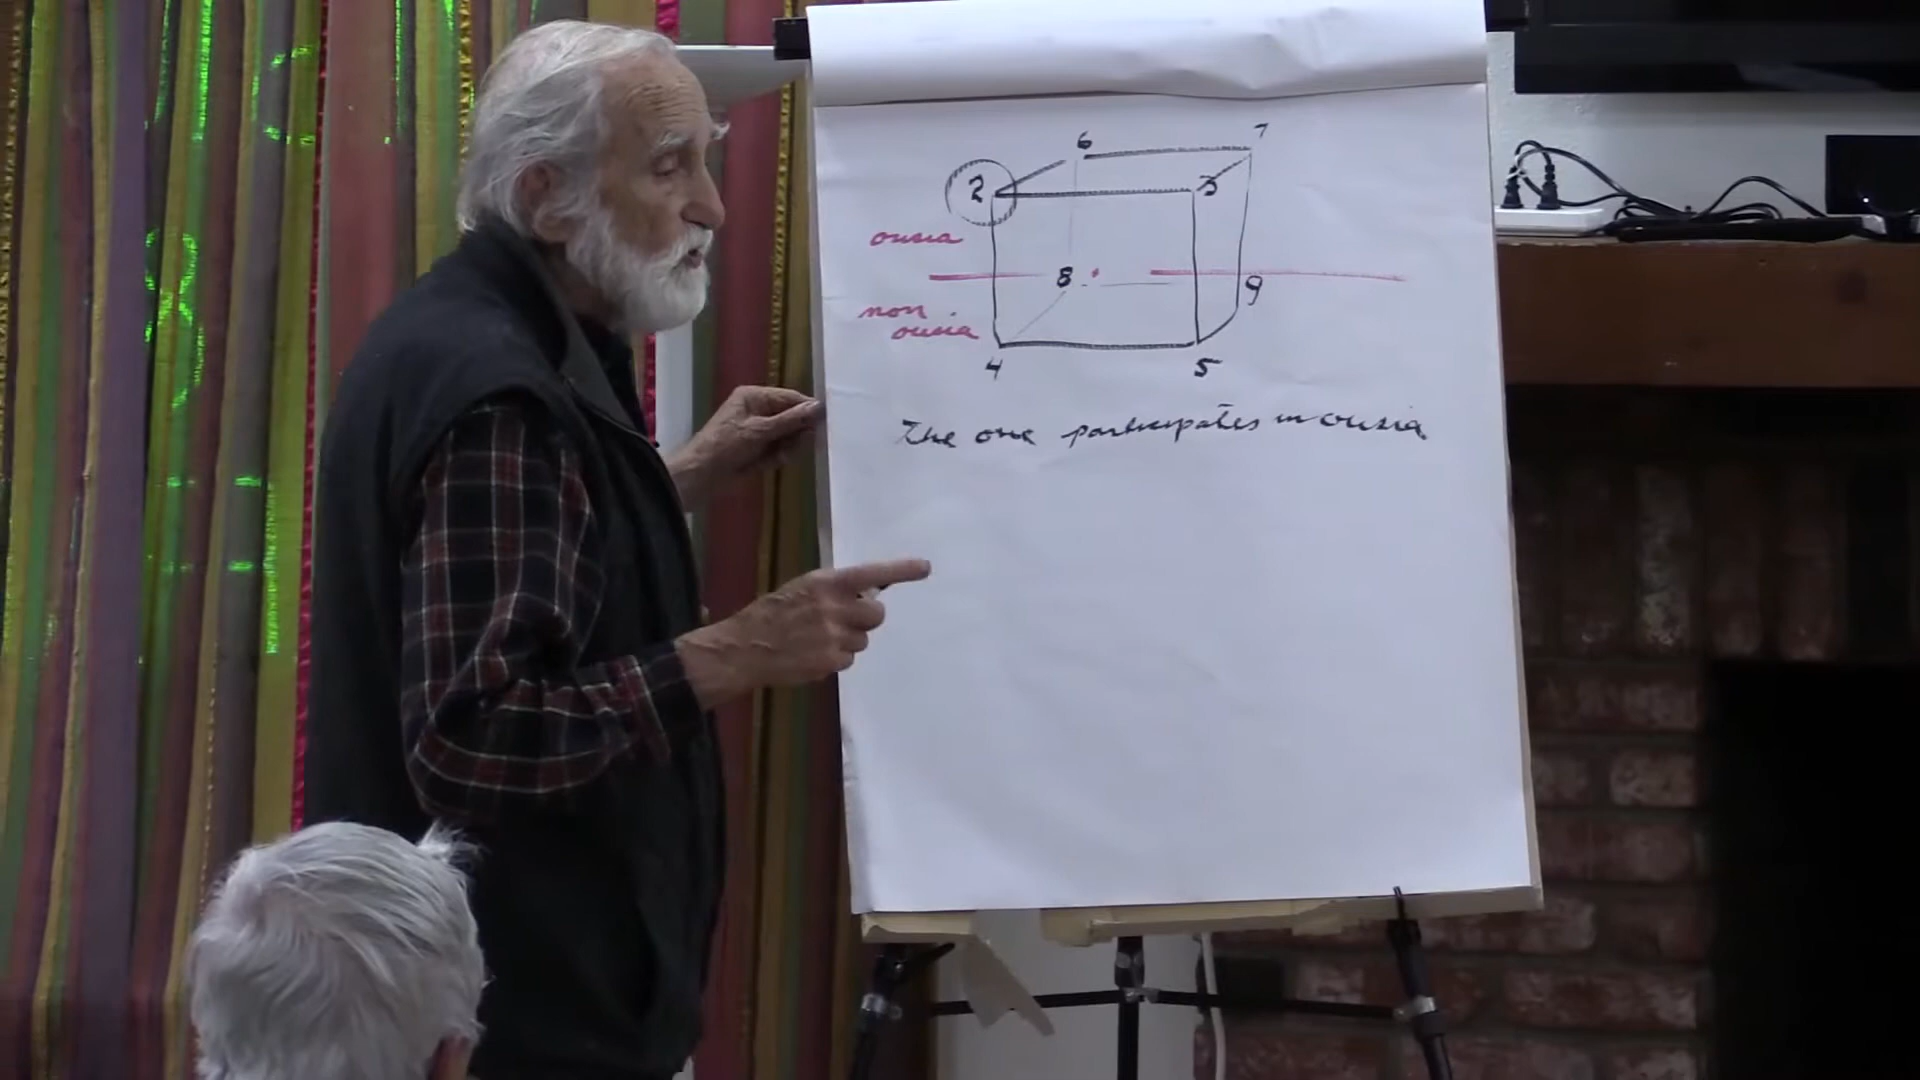 6 7
2 3
ousia
8 9
non
ousia
4 5
The one participates in ousia